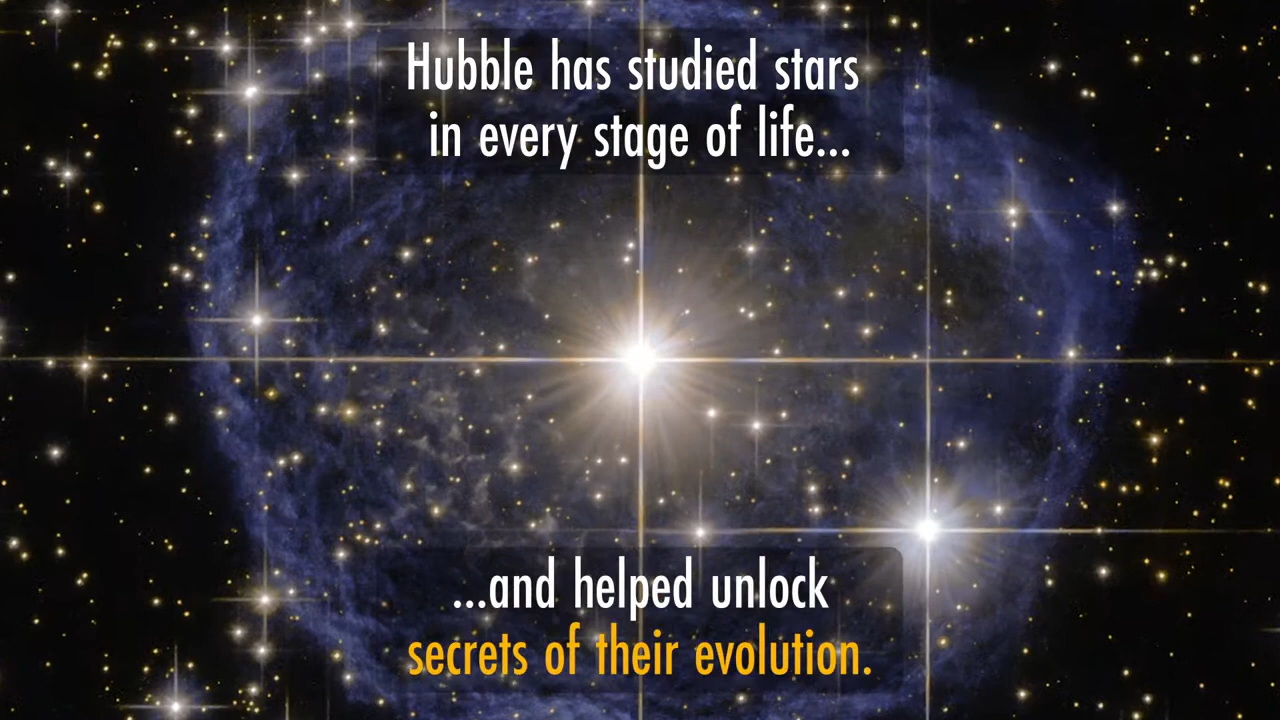 Hubble has studied stars
in every stage of life...
...and helped unlock
secrets of their evolution.